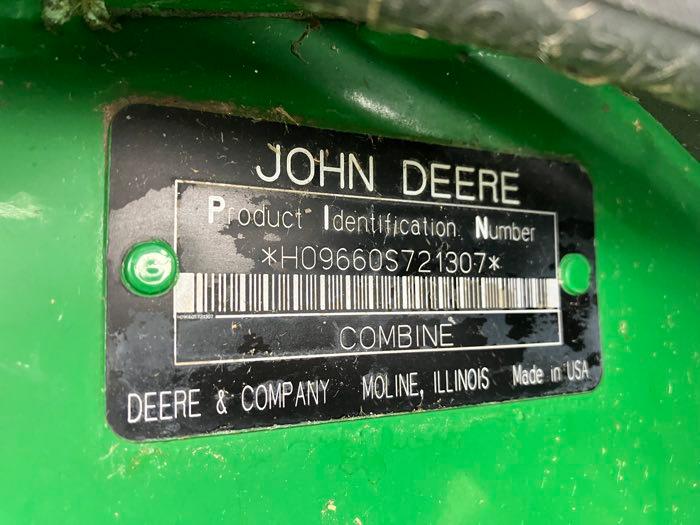 JOHN DEERE
Product Identification Number
*H09660S721307*
COMBINE
DEERE & COMPANY MOLINE, ILLINOIS Made in USA